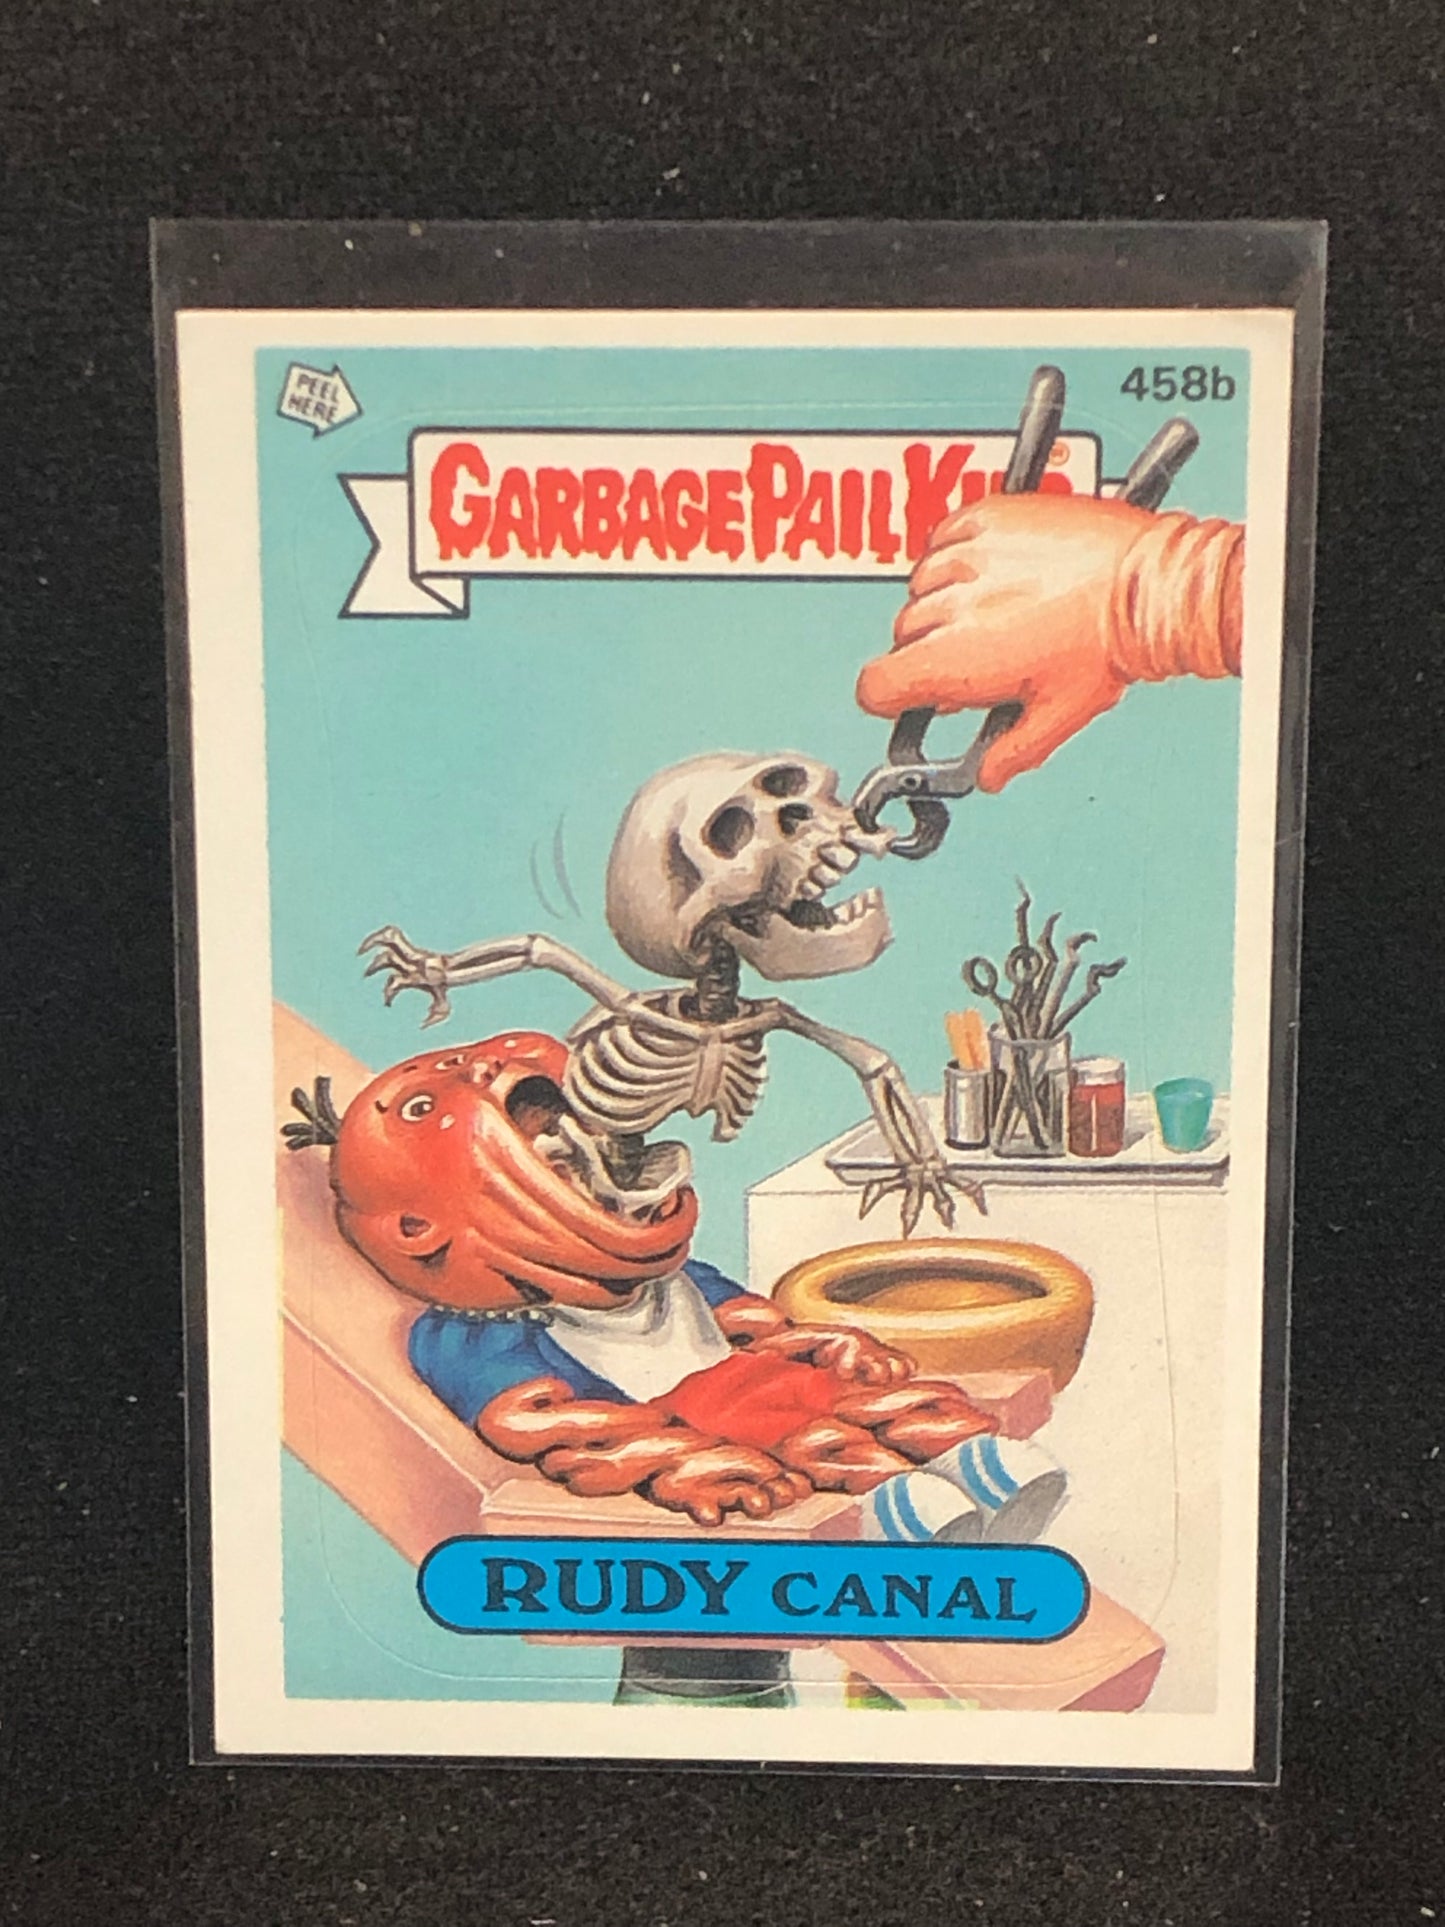 PEEL
HERE
458b
GARBAGE PAIL KIDS
RUDY CANAL